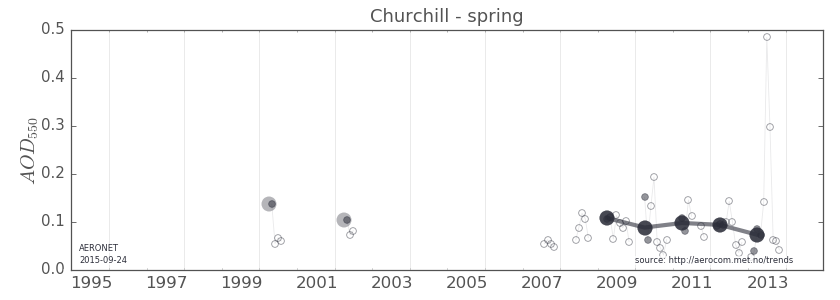 Churchill - spring
0.5
0.4
0.3
0.2
0.1
0.0
AOD550
AERONET
2015-09-24
source: http://aerocom.met.no/trends
1995 1997 1999 2001 2003 2005 2007 2009 2011 2013